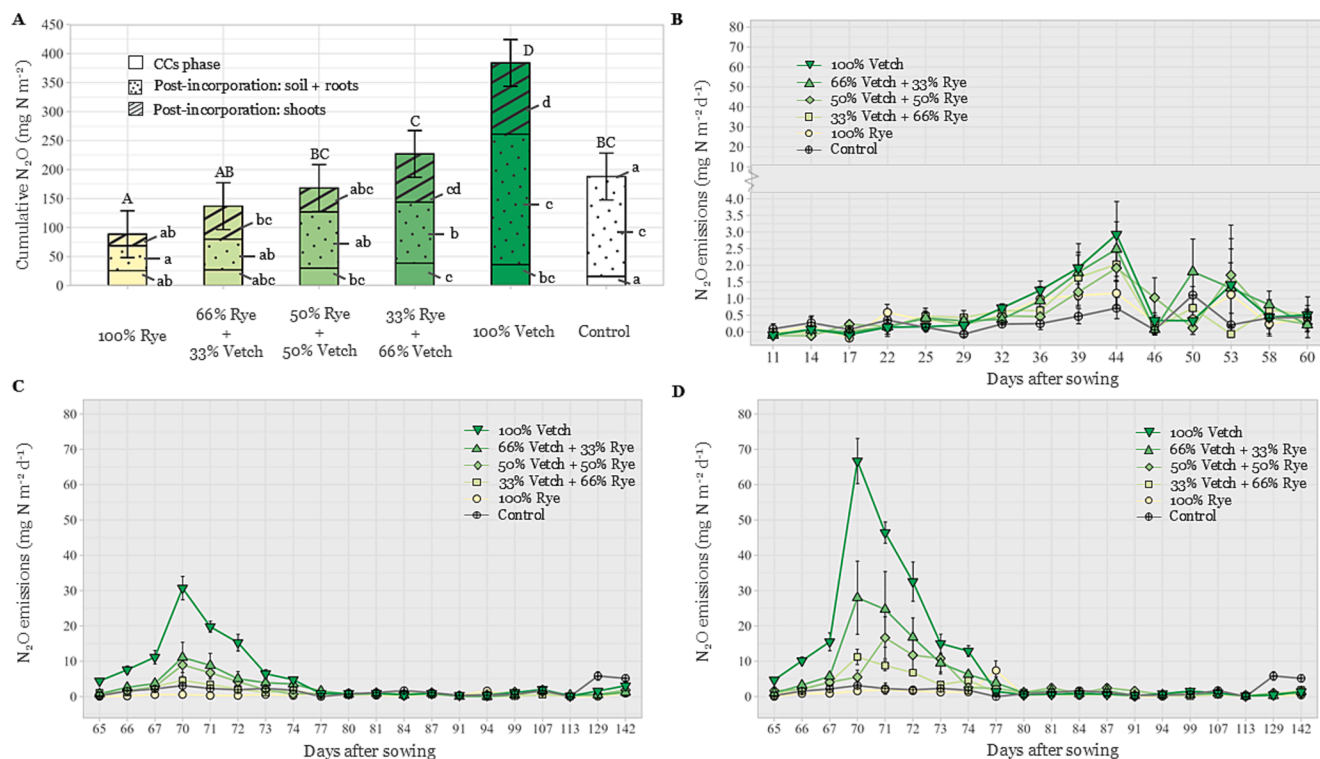 A
Cumulative N₂O (mg N m⁻²)
450
400
350
300
250
200
150
100
50
0
CCs phase
Post-incorporation: soil + roots
Post-incorporation: shoots
A
AB
BC
C
D
BC
ab
a
ab
bc
ab
abc
abc
ab
bc
cd
b
c
d
c
bc
a
c
a
100% Rye
66% Rye
+
33% Vetch
50% Rye
+
50% Vetch
33% Rye
+
66% Vetch
100% Vetch
Control
B
N₂O emissions (mg N m⁻² d⁻¹)
80
70
60
50
40
30
20
10
4.0
3.5
3.0
2.5
2.0
1.5
1.0
0.5
0.0
100% Vetch
66% Vetch + 33% Rye
50% Vetch + 50% Rye
33% Vetch + 66% Rye
100% Rye
Control
11 14 17 22 25 29 32 36 39 44 46 50 53 58 60
Days after sowing
C
N₂O emissions (mg N m⁻² d⁻¹)
80
70
60
50
40
30
20
10
0
100% Vetch
66% Vetch + 33% Rye
50% Vetch + 50% Rye
33% Vetch + 66% Rye
100% Rye
Control
65 66 67 70 71 72 73 74 77 80 81 84 87 91 94 99 107 113 129 142
Days after sowing
D
N₂O emissions (mg N m⁻² d⁻¹)
80
70
60
50
40
30
20
10
0
100% Vetch
66% Vetch + 33% Rye
50% Vetch + 50% Rye
33% Vetch + 66% Rye
100% Rye
Control
65 66 67 70 71 72 73 74 77 80 81 84 87 91 94 99 107 113 129 142
Days after sowing